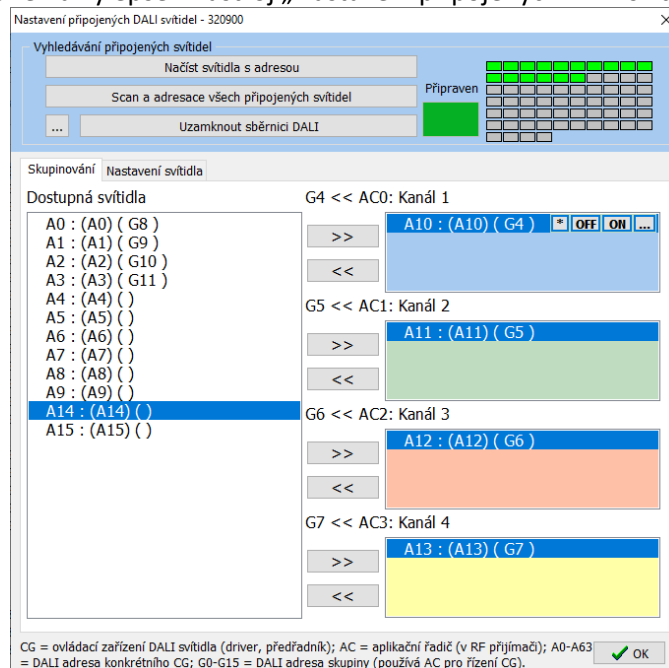 Nastavení připojených DALI svítidel - 320900
Vyhledávání připojených svítidel
Načíst svítidla s adresou
Scan a adresace všech připojených svítidel
... Uzamknout sběrnici DALI
Připraven
Skupinování Nastavení svítidla
Dostupná svítidla
A0 : (A0) ( G8 )
A1 : (A1) ( G9 )
A2 : (A2) ( G10 )
A3 : (A3) ( G11 )
A4 : (A4) ( )
A5 : (A5) ( )
A6 : (A6) ( )
A7 : (A7) ( )
A8 : (A8) ( )
A9 : (A9) ( )
A14 : (A14) ( )
A15 : (A15) ( )
G4 << AC0: Kanál 1
>>
<<
A10 : (A10) ( G4 ) * OFF ON ...
G5 << AC1: Kanál 2
>>
<<
A11 : (A11) ( G5 )
G6 << AC2: Kanál 3
>>
<<
A12 : (A12) ( G6 )
G7 << AC3: Kanál 4
>>
<<
A13 : (A13) ( G7 )
CG = ovládací zařízení DALI svítidla (driver, předřadník); AC = aplikační řadič (v RF přijímači); A0-A63
= DALI adresa konkrétního CG; G0-G15 = DALI adresa skupiny (používá AC pro řízení CG).
OK